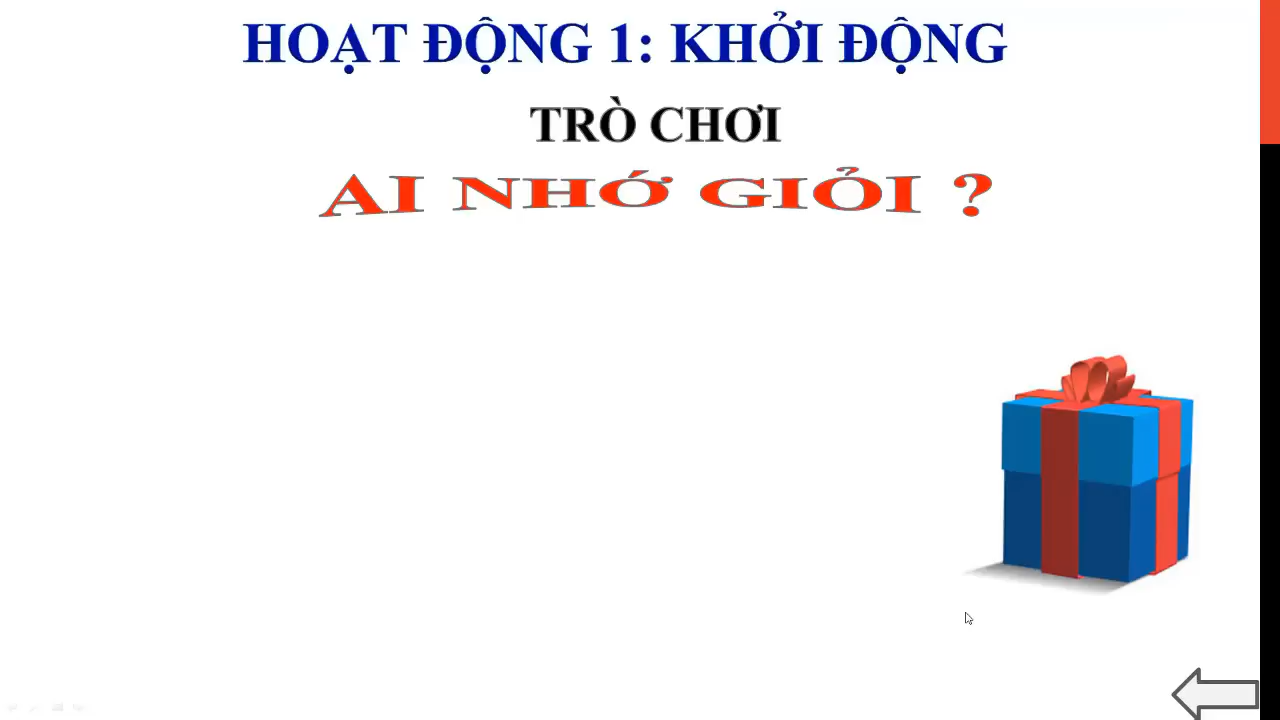 HOẠT ĐỘNG 1: KHỞI ĐỘNG
TRÒ CHƠI
AI NHỚ GIỎI ?